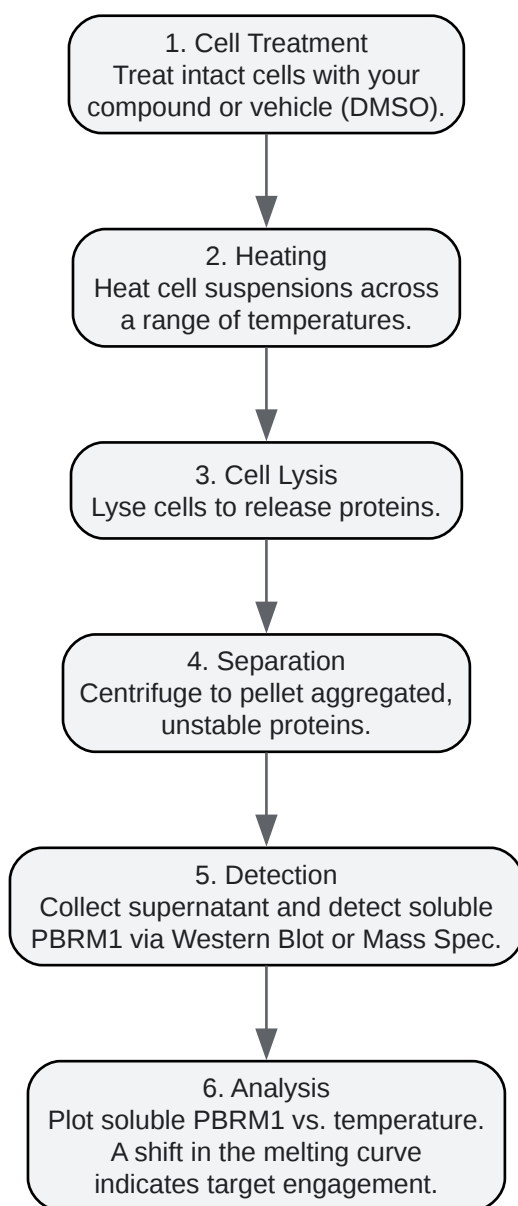 1. Cell Treatment
Treat intact cells with your
compound or vehicle (DMSO).
2. Heating
Heat cell suspensions across
a range of temperatures.
3. Cell Lysis
Lyse cells to release proteins.
4. Separation
Centrifuge to pellet aggregated,
unstable proteins.
5. Detection
Collect supernatant and detect soluble
PBRM1 via Western Blot or Mass Spec.
6. Analysis
Plot soluble PBRM1 vs. temperature.
A shift in the melting curve
indicates target engagement.